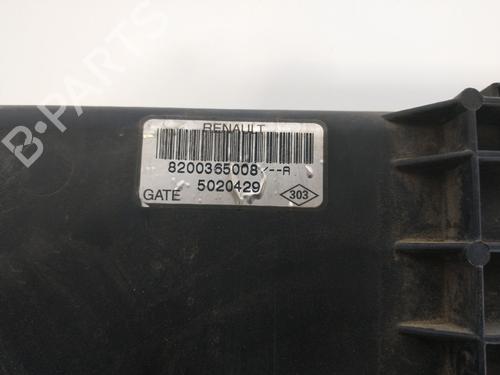 B-PARTS
RENAULT
8200365008--A
5020429
GATE
303